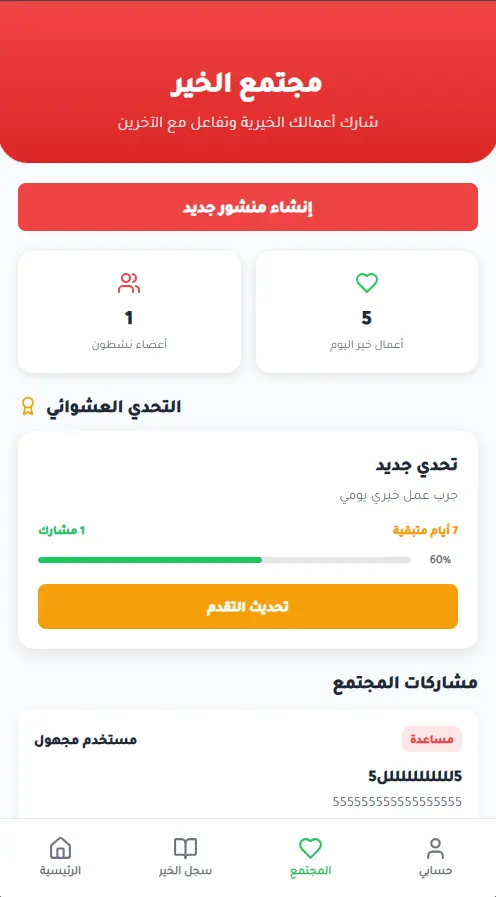 مجتمع الخير
شارك أعمالك الخيرية وتفاعل مع الآخرين
إنشاء منشور جديد
5
أعمال خير اليوم
1
أعضاء نشطون
التحدي العشوائي
تحدي جديد
جرب عمل خيري يومي
7 أيام متبقية
1 مشارك
60%
تحديث التقدم
مشاركات المجتمع
مساعدة
مستخدم مجهول
5لللللللللل5
5555555555555555555
حسابي
المجتمع
سجل الخير
الرئيسية